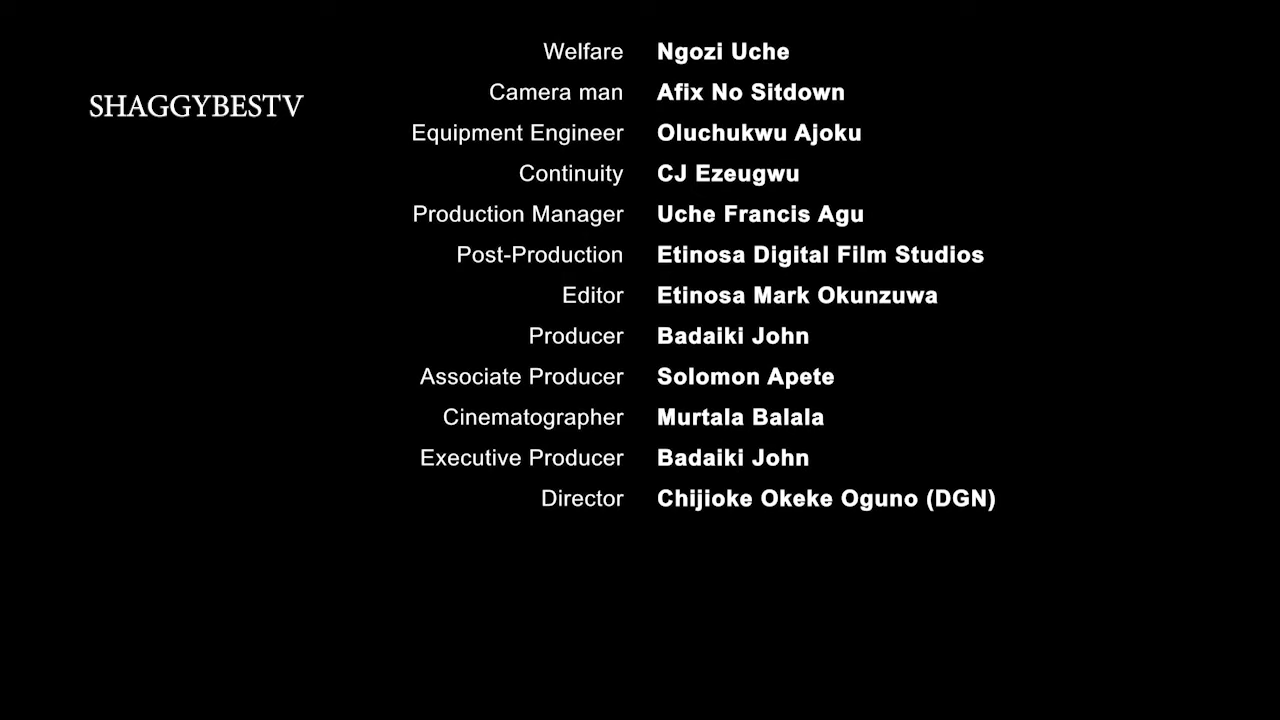 Welfare Ngozi Uche
Camera man Afix No Sitdown
SHAGGYBESTV
Equipment Engineer Oluchukwu Ajoku
Continuity CJ Ezeugwu
Production Manager Uche Francis Agu
Post-Production Etinosa Digital Film Studios
Editor Etinosa Mark Okunzuwa
Producer Badaiki John
Associate Producer Solomon Apete
Cinematographer Murtala Balala
Executive Producer Badaiki John
Director Chijioke Okeke Oguno (DGN)